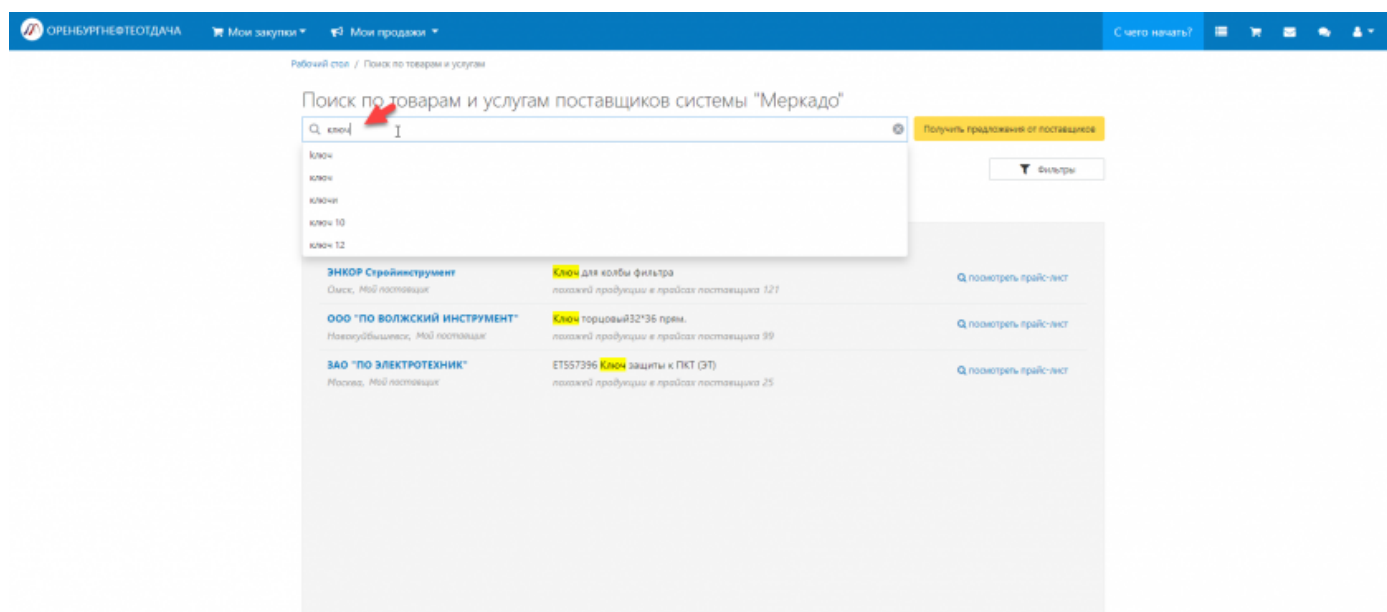 ОРЕНБУРГНЕФТЕОТДАЧА Мои закупки Мои продажи С чего начать?
Рабочий стол / Поиск по товарам и услугам
Поиск по товарам и услугам поставщиков системы "Меркадо"
ключ Получить предложения от поставщиков
ключ Фильтры
ключ
ключи
ключ 10
ключ 12
ЭНКОР Стройинструмент Ключ для колбы фильтра посмотреть прайс-лист
Омск, Мой поставщик похожей продукции в прайсах поставщика 121
ООО "ПО ВОЛЖСКИЙ ИНСТРУМЕНТ" Ключ торцовый32*36 прям. посмотреть прайс-лист
Новокуйбышевск, Мой поставщик похожей продукции в прайсах поставщика 99
ЗАО "ПО ЭЛЕКТРОТЕХНИК" ET557396 Ключ защиты к ПКТ (ЭТ) посмотреть прайс-лист
Москва, Мой поставщик похожей продукции в прайсах поставщика 25